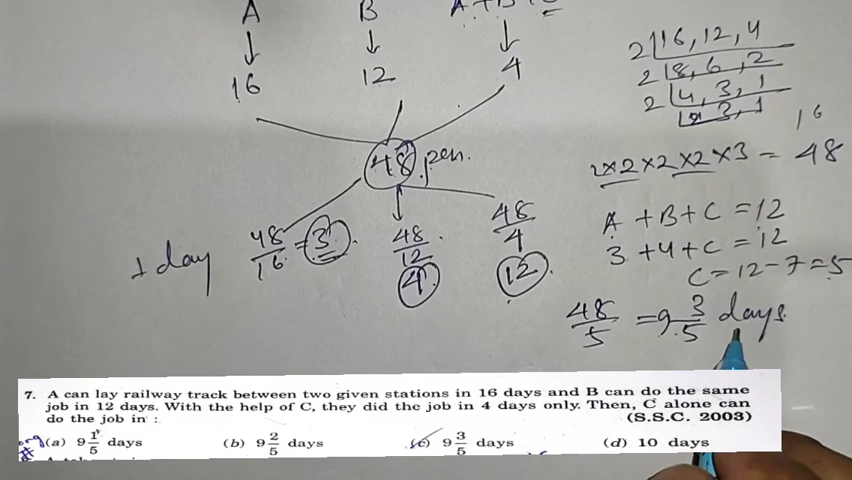 A B A + B +
16 12 4
48 pen.
1 day 48/16 = 3 48/12 48/4
4 12
2 | 16, 12, 4
2 | 8, 6, 2
2 | 4, 3, 1
3, 1
16
2×2×2×2×3 = 48
A + B + C = 12
3 + 4 + C = 12
C = 12 - 7 = 5
48/5 = 9 3/5 days
7. A can lay railway track between two given stations in 16 days and B can do the same
job in 12 days. With the help of C, they did the job in 4 days only. Then, C alone can
do the job in : (S.S.C. 2003)
(a) 9 1/5 days (b) 9 2/5 days (c) 9 3/5 days (d) 10 days